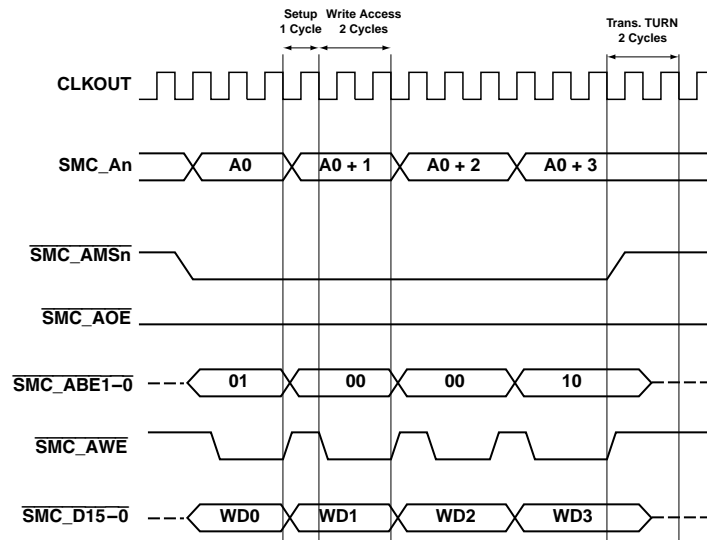 Setup
1 Cycle
Write Access
2 Cycles
Trans. TURN
2 Cycles
CLKOUT
SMC_An
A0
A0 + 1
A0 + 2
A0 + 3
SMC_AMSn
SMC_AOE
SMC_ABE1–0
01
00
00
10
SMC_AWE
SMC_D15–0
WD0
WD1
WD2
WD3